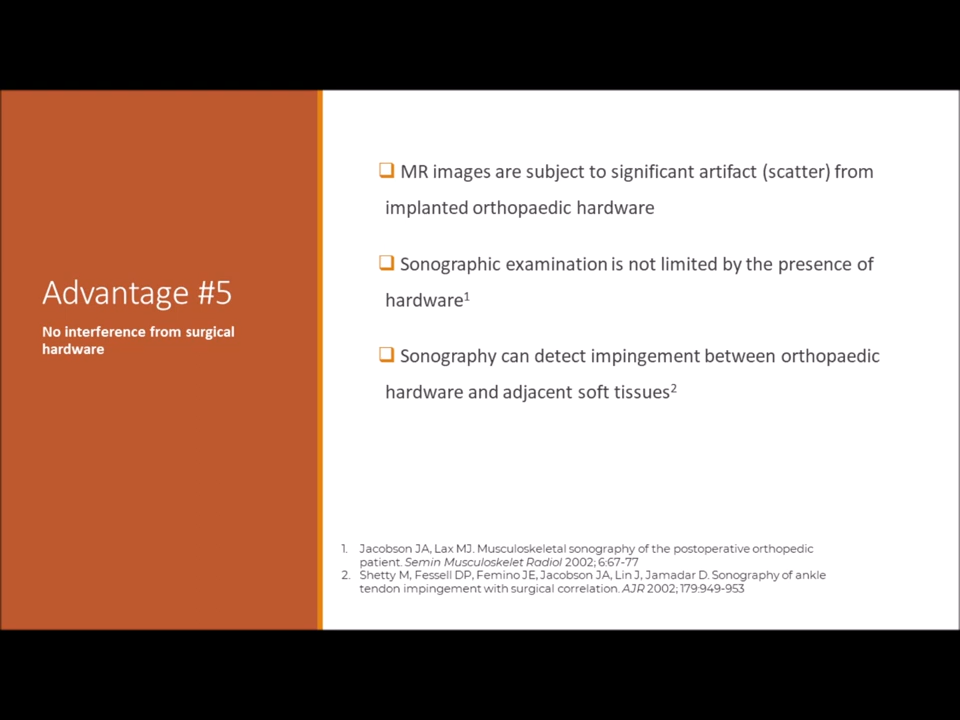 Advantage #5
No interference from surgical
hardware
❑ MR images are subject to significant artifact (scatter) from
implanted orthopaedic hardware
❑ Sonographic examination is not limited by the presence of
hardware¹
❑ Sonography can detect impingement between orthopaedic
hardware and adjacent soft tissues²
1. Jacobson JA, Lax MJ. Musculoskeletal sonography of the postoperative orthopedic
patient. Semin Musculoskelet Radiol 2002; 6:67-77
2. Shetty M, Fessell DP, Femino JE, Jacobson JA, Lin J, Jamadar D. Sonography of ankle
tendon impingement with surgical correlation. AJR 2002; 179:949-953